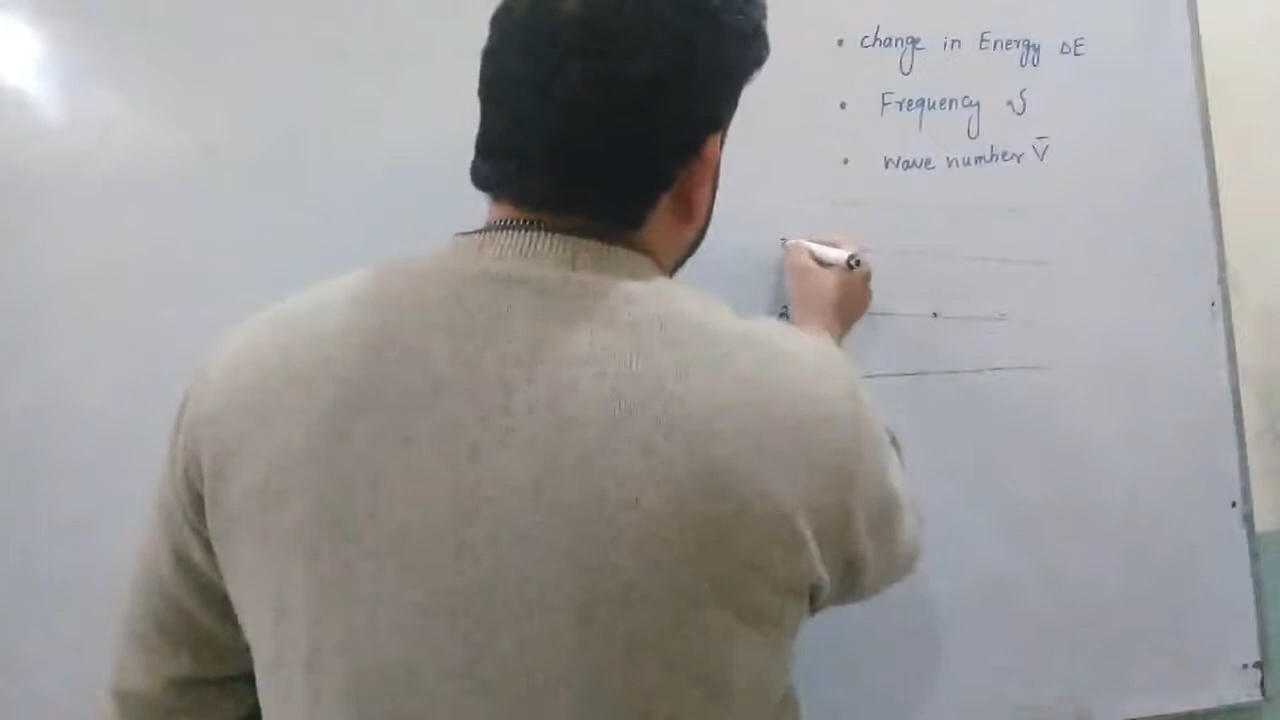 • change in Energy ΔE
• Frequency ν
• wave number V̄